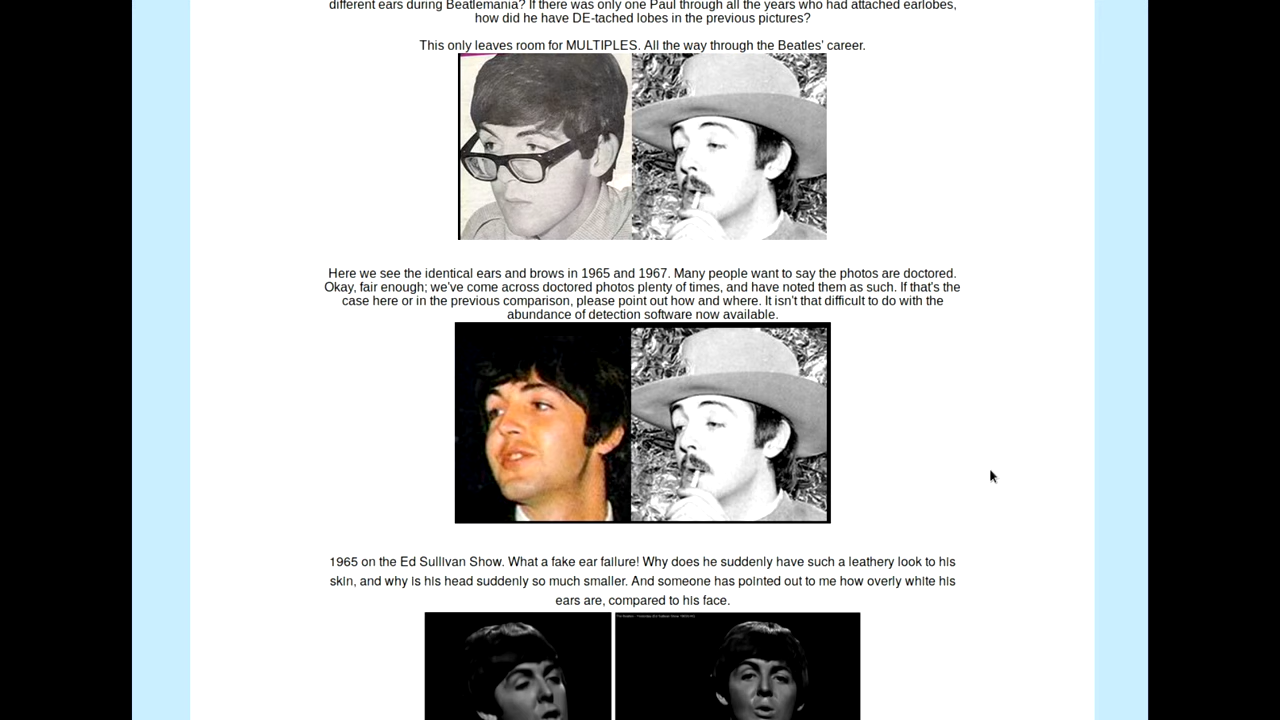 different ears during Beatlemania? If there was only one Paul through all the years who had attached earlobes,
how did he have DE-tached lobes in the previous pictures?
This only leaves room for MULTIPLES. All the way through the Beatles' career.
Here we see the identical ears and brows in 1965 and 1967. Many people want to say the photos are doctored.
Okay, fair enough; we've come across doctored photos plenty of times, and have noted them as such. If that's the
case here or in the previous comparison, please point out how and where. It isn't that difficult to do with the
abundance of detection software now available.
1965 on the Ed Sullivan Show. What a fake ear failure! Why does he suddenly have such a leathery look to his
skin, and why is his head suddenly so much smaller. And someone has pointed out to me how overly white his
ears are, compared to his face.